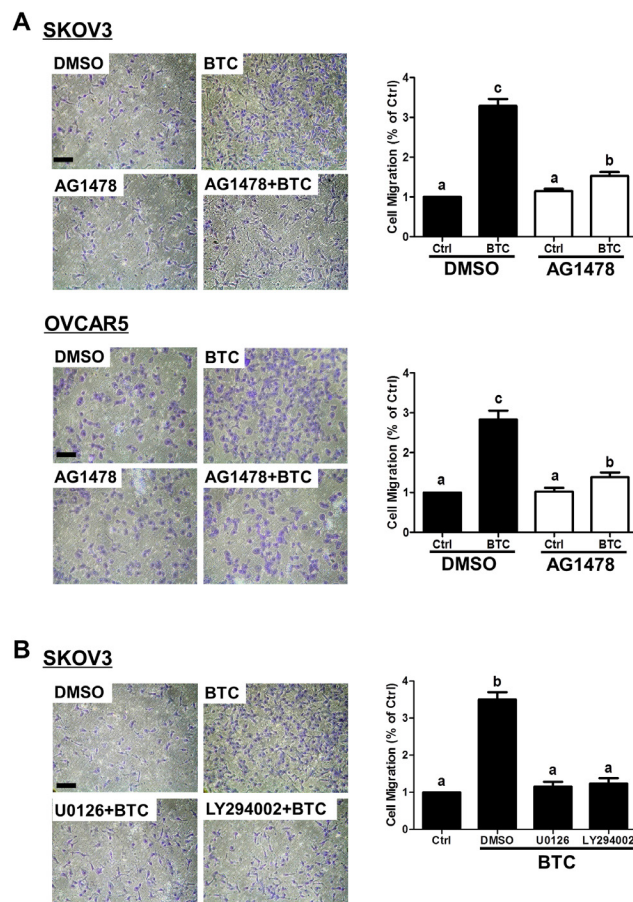 A
SKOV3
DMSO
BTC
AG1478
AG1478+BTC
Cell Migration (% of Ctrl)
4
3
2
1
0
a
c
a
b
Ctrl BTC Ctrl BTC
DMSO AG1478
OVCAR5
DMSO
BTC
AG1478
AG1478+BTC
Cell Migration (% of Ctrl)
4
3
2
1
0
a
c
a
b
Ctrl BTC Ctrl BTC
DMSO AG1478
B
SKOV3
DMSO
BTC
U0126+BTC
LY294002+BTC
Cell Migration (% of Ctrl)
4
3
2
1
0
a
b
a
a
Ctrl DMSO U0126 LY294002
BTC